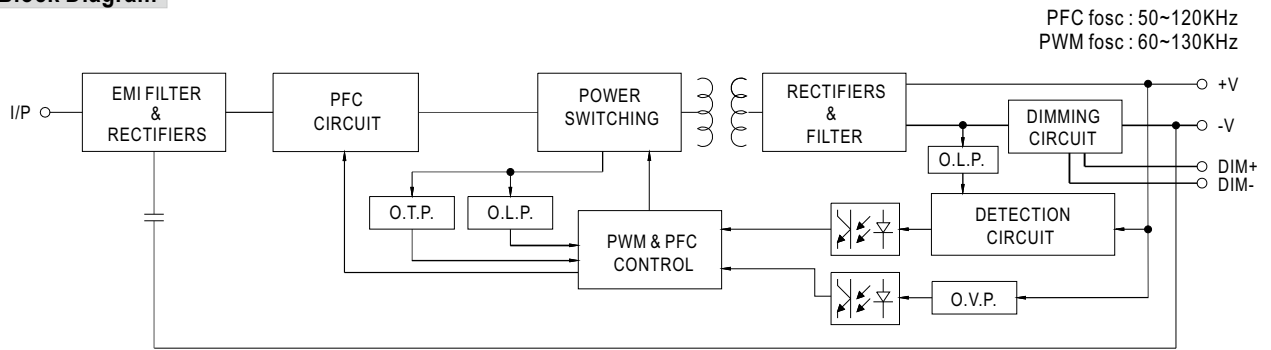 Block Diagram
PFC fosc : 50~120KHz
PWM fosc : 60~130KHz
I/P
EMI FILTER
&
RECTIFIERS
PFC
CIRCUIT
POWER
SWITCHING
RECTIFIERS
&
FILTER
DIMMING
CIRCUIT
+V
-V
DIM+
DIM-
O.L.P.
O.T.P.
O.L.P.
PWM & PFC
CONTROL
DETECTION
CIRCUIT
O.V.P.